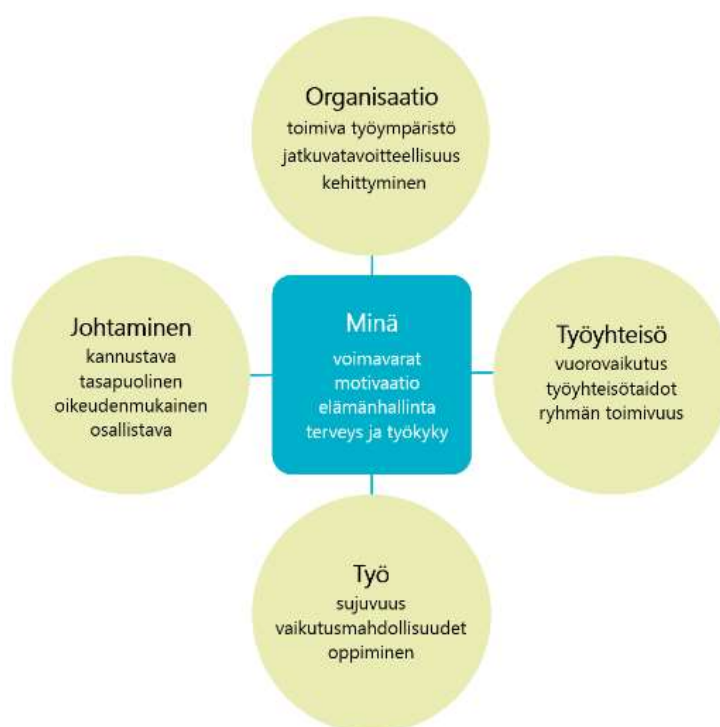 Organisaatio
toimiva työympäristö
jatkuvatavoitteellisuus
kehittyminen
Johtaminen
kannustava
tasapuolinen
oikeudenmukainen
osallistava
Minä
voimavarat
motivaatio
elämänhallinta
terveys ja työkyky
Työyhteisö
vuorovaikutus
työyhteisötaidot
ryhmän toimivuus
Työ
sujuvuus
vaikutusmahdollisuudet
oppiminen